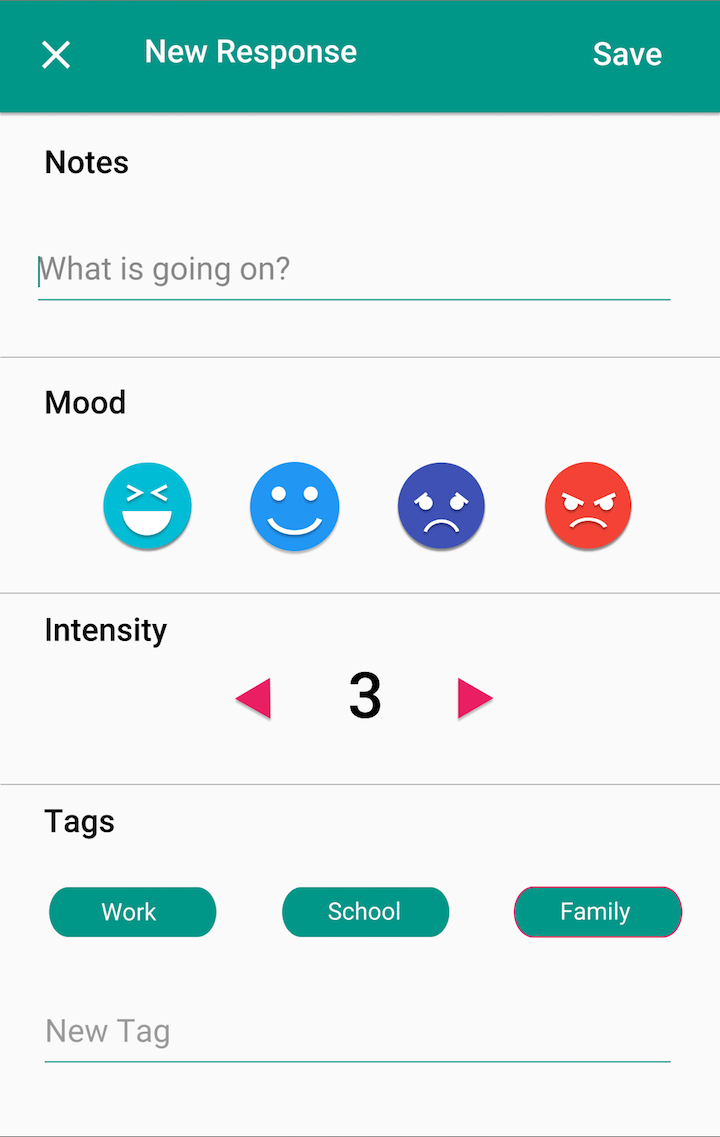 New Response Save
Notes
What is going on?
Mood
Intensity
3
Tags
Work School Family
New Tag